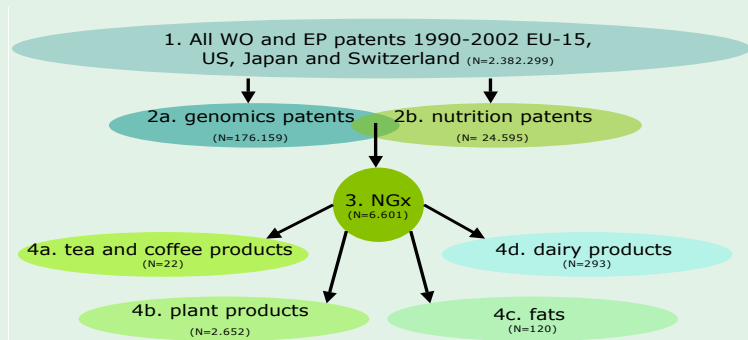 1. All WO and EP patents 1990-2002 EU-15,
US, Japan and Switzerland (N=2.382.299)
2a. genomics patents
(N=176.159)
2b. nutrition patents
(N= 24.595)
3. NGx
(N=6.601)
4a. tea and coffee products
(N=22)
4d. dairy products
(N=293)
4b. plant products
(N=2.652)
4c. fats
(N=120)